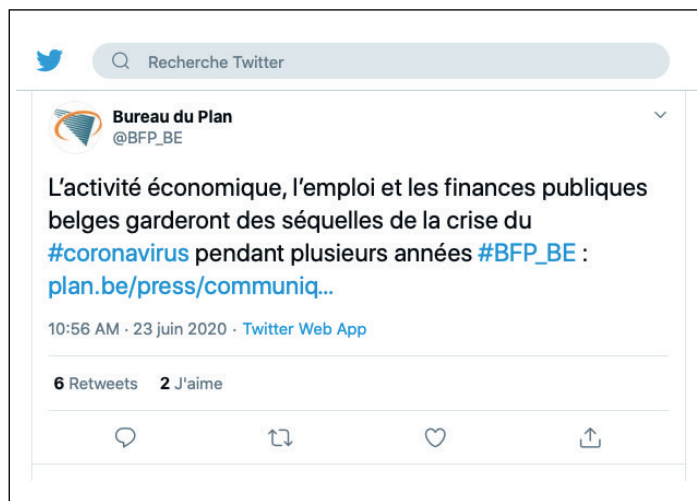 Recherche Twitter
Bureau du Plan
@BFP_BE
L’activité économique, l’emploi et les finances publiques
belges garderont des séquelles de la crise du
#coronavirus pendant plusieurs années #BFP_BE :
plan.be/press/communiq...
10:56 AM · 23 juin 2020 · Twitter Web App
6 Retweets 2 J'aime